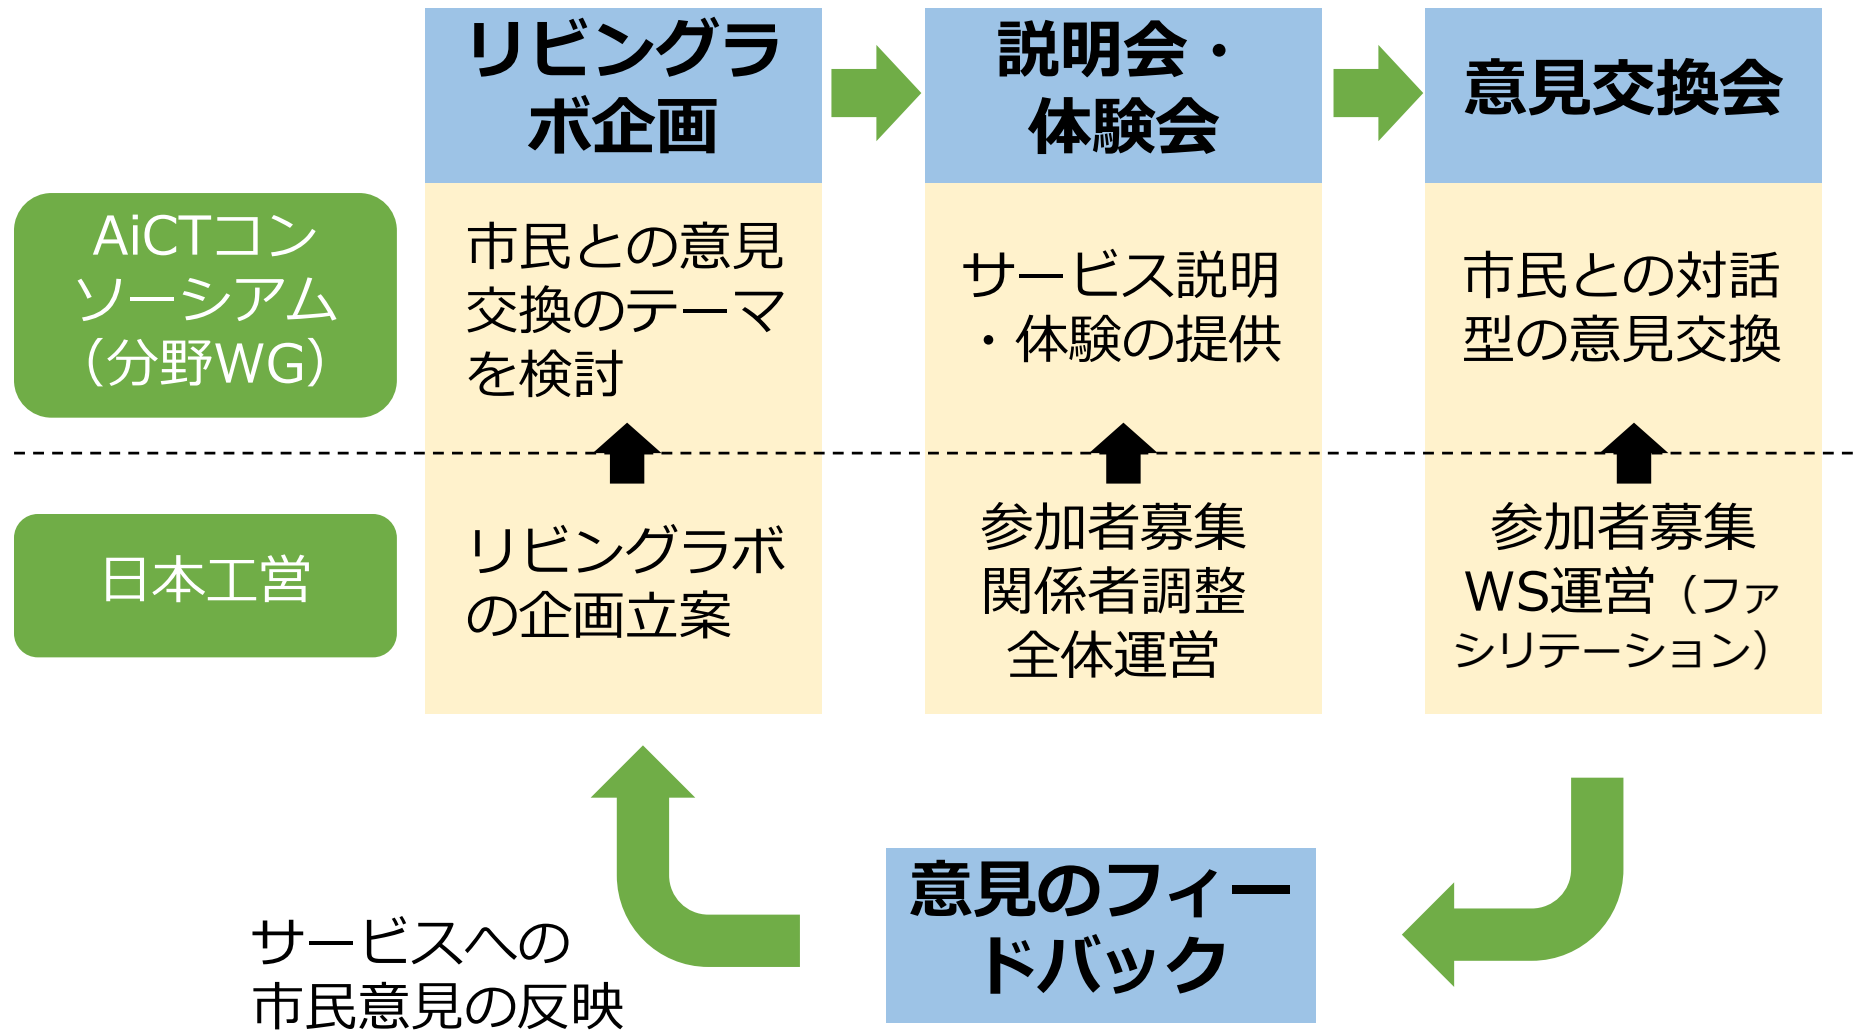 リビングラ
ボ企画
説明会・
体験会
意見交換会
AiCTコン
ソーシアム
（分野WG）
市民との意見
交換のテーマ
を検討
サービス説明
・体験の提供
市民との対話
型の意見交換
日本工営
リビングラボ
の企画立案
参加者募集
関係者調整
全体運営
参加者募集
WS運営（ファ
シリテーション）
意見のフィー
ドバック
サービスへの
市民意見の反映